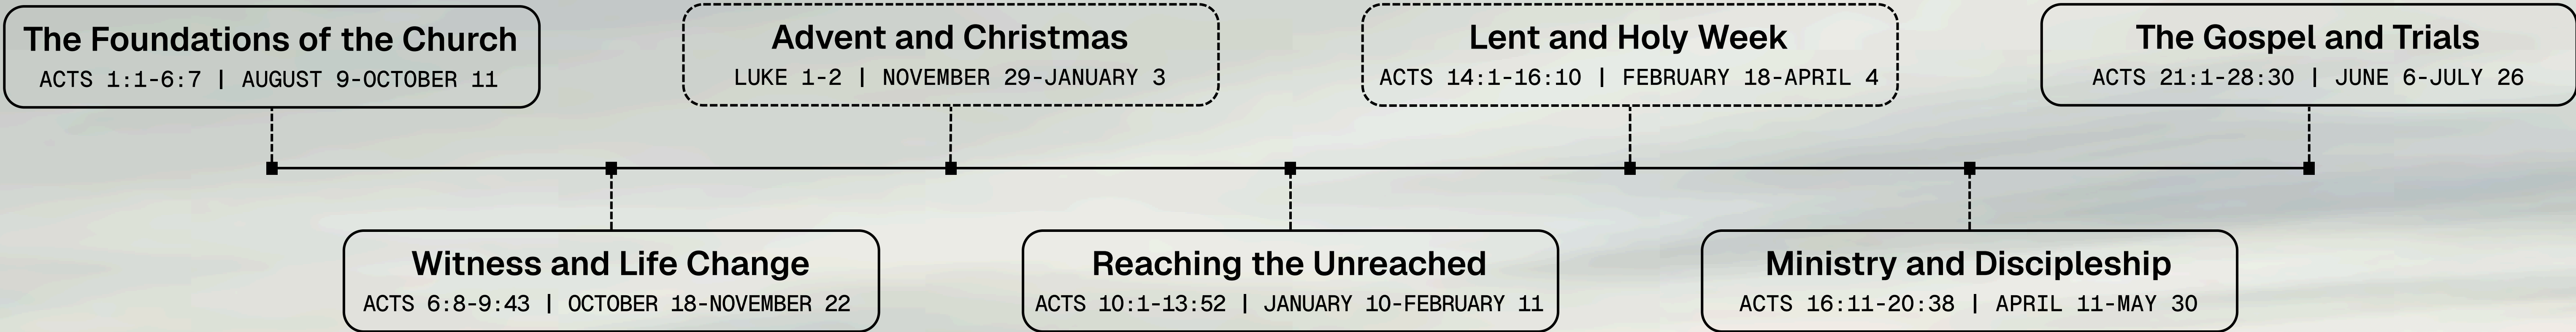 The Foundations of the Church
ACTS 1:1-6:7 | AUGUST 9-OCTOBER 11
Witness and Life Change
ACTS 6:8-9:43 | OCTOBER 18-NOVEMBER 22
Advent and Christmas
LUKE 1-2 | NOVEMBER 29-JANUARY 3
Reaching the Unreached
ACTS 10:1-13:52 | JANUARY 10-FEBRUARY 11
Lent and Holy Week
ACTS 14:1-16:10 | FEBRUARY 18-APRIL 4
Ministry and Discipleship
ACTS 16:11-20:38 | APRIL 11-MAY 30
The Gospel and Trials
ACTS 21:1-28:30 | JUNE 6-JULY 26